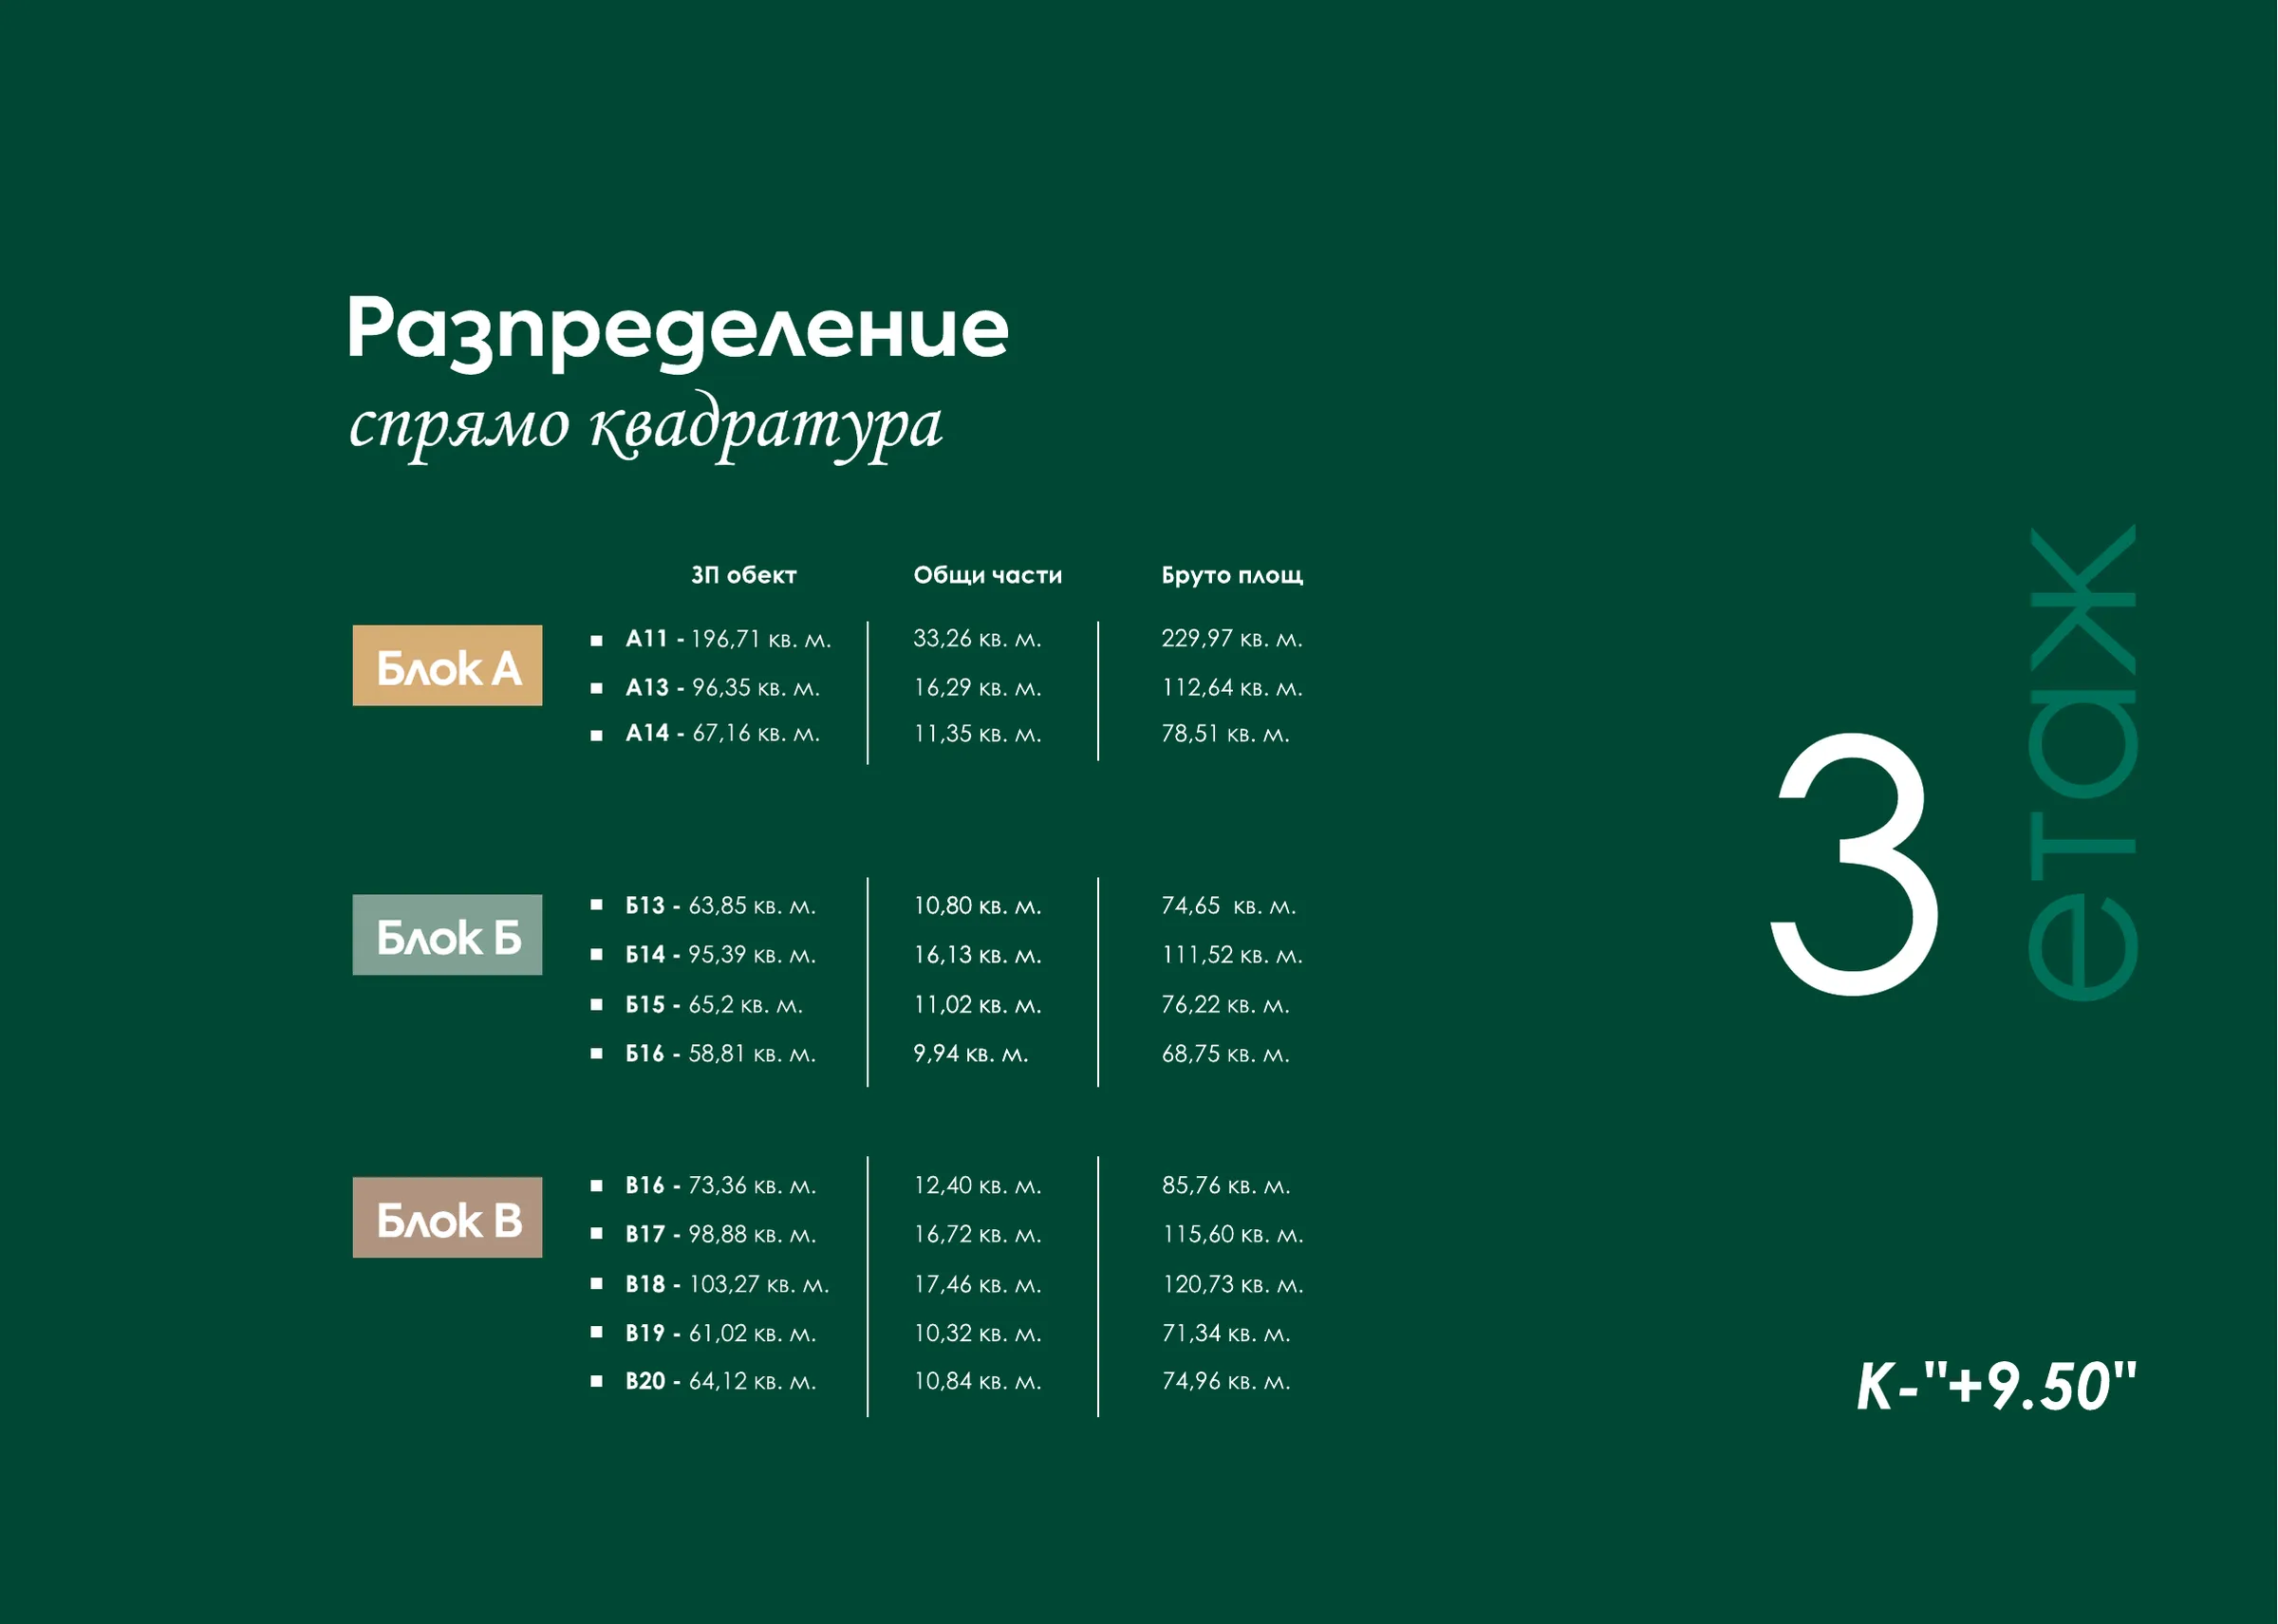 Разпределение
спрямо квадратура
ЗП обект Общи части Бруто площ
Блок А
А11 - 196,71 кв. м. 33,26 кв. м. 229,97 кв. м.
А13 - 96,35 кв. м. 16,29 кв. м. 112,64 кв. м.
А14 - 67,16 кв. м. 11,35 кв. м. 78,51 кв. м.
Блок Б
Б13 - 63,85 кв. м. 10,80 кв. м. 74,65 кв. м.
Б14 - 95,39 кв. м. 16,13 кв. м. 111,52 кв. м.
Б15 - 65,2 кв. м. 11,02 кв. м. 76,22 кв. м.
Б16 - 58,81 кв. м. 9,94 кв. м. 68,75 кв. м.
Блок В
В16 - 73,36 кв. м. 12,40 кв. м. 85,76 кв. м.
В17 - 98,88 кв. м. 16,72 кв. м. 115,60 кв. м.
В18 - 103,27 кв. м. 17,46 кв. м. 120,73 кв. м.
В19 - 61,02 кв. м. 10,32 кв. м. 71,34 кв. м.
В20 - 64,12 кв. м. 10,84 кв. м. 74,96 кв. м.
3
етаж
К-"+9.50"